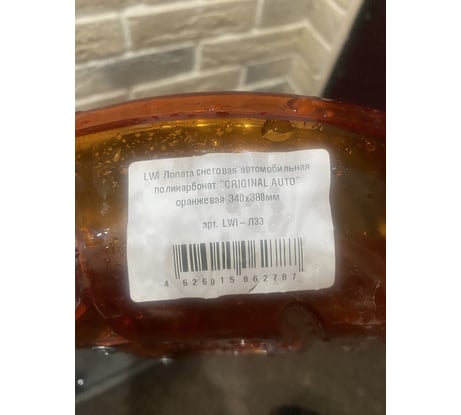 LWI Лопата снеговая автомобильная
поликарбонат "ORIGINAL AUTO"
оранжевая 340х380мм
арт. LWI-Л33
4 626015 062787